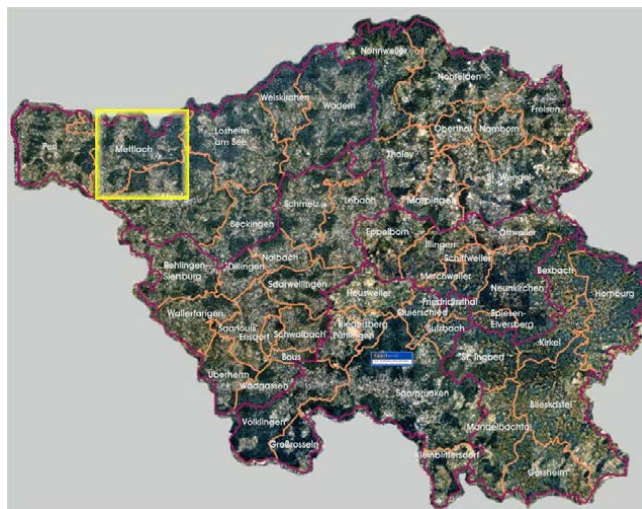 Nonnweiler
Nohfelden
Weiskirchen
Wadern
Freisen
Losheim
am See
Oberthal
Namborn
Perl
Mettlach
Tholey
St. Wendel
Marpingen
Schmelz
Lebach
Beckingen
Eppelborn
Ottweiler
Illingen
Schiffweiler
Nalbach
Rehlingen-
Siersburg
Dillingen
Merchweiler
Bexbach
Homburg
Saarwellingen
Heusweiler
Neunkirchen
Friedrichsthal
Quierschied
Spiesen-
Elversberg
Wallerfangen
Saarlouis
Ensdorf
Schwalbach
Riegelsberg
Püttlingen
Sulzbach
Kirkel
Bous
St. Ingbert
Überherrn
Wadgassen
Saarbrücken
Blieskastel
Völklingen
Mandelbachtal
Großrosseln
Kleinblittersdorf
Gersheim